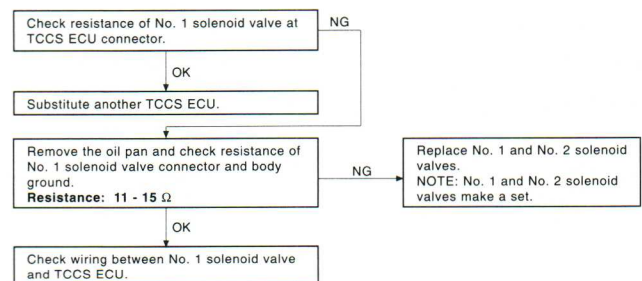 Check resistance of No. 1 solenoid valve at
TCCS ECU connector.
NG
OK
Substitute another TCCS ECU.
Remove the oil pan and check resistance of
No. 1 solenoid valve connector and body
ground.
Resistance: 11 - 15 Ω
NG
Replace No. 1 and No. 2 solenoid
valves.
NOTE: No. 1 and No. 2 solenoid
valves make a set.
OK
Check wiring between No. 1 solenoid valve
and TCCS ECU.